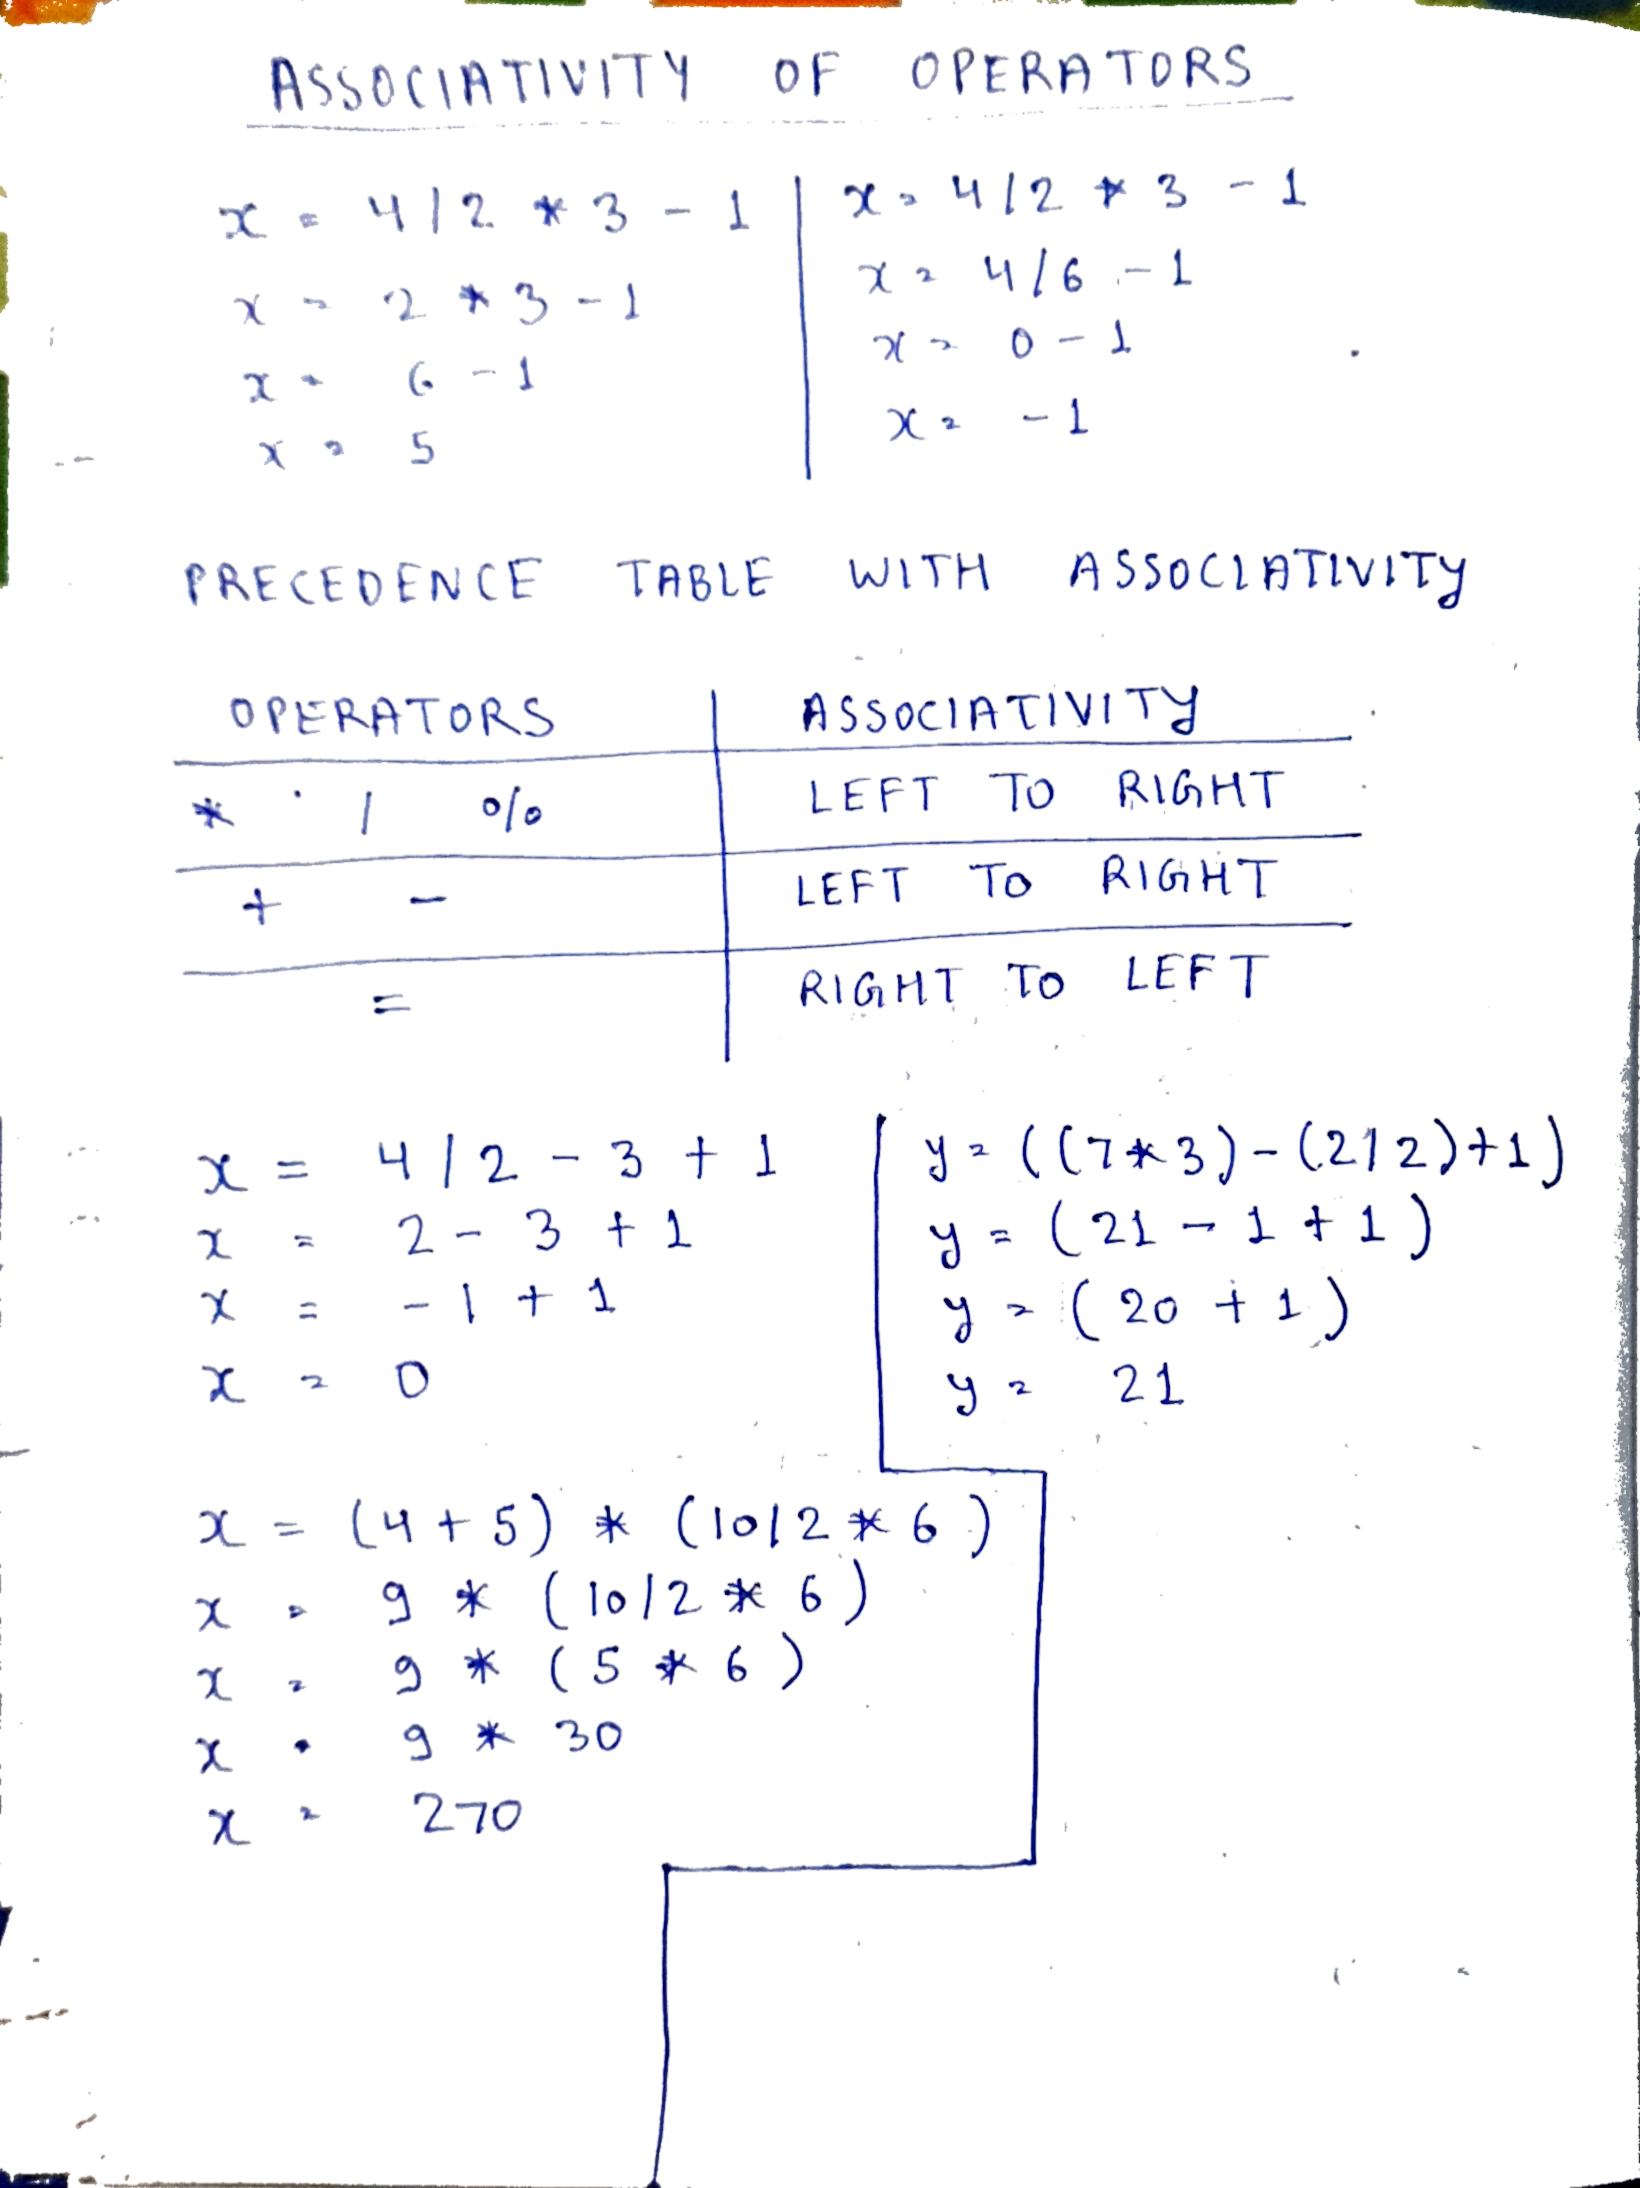 ASSOCIATIVITY OF OPERATORS
x = 4/2 * 3 - 1
x = 2 * 3 - 1
x = 6 - 1
x = 5
x = 4/2 * 3 - 1
x = 4/6 - 1
x = 0 - 1
x = -1
PRECEDENCE TABLE WITH ASSOCIATIVITY
OPERATORS ASSOCIATIVITY
* / % LEFT TO RIGHT
+ - LEFT TO RIGHT
= RIGHT TO LEFT
x = 4/2 - 3 + 1
x = 2 - 3 + 1
x = -1 + 1
x = 0
y = ((7*3)-(2/2)+1)
y = (21 - 1 + 1)
y = (20 + 1)
y = 21
x = (4+5) * (10/2 * 6)
x = 9 * (10/2 * 6)
x = 9 * (5 * 6)
x = 9 * 30
x = 270